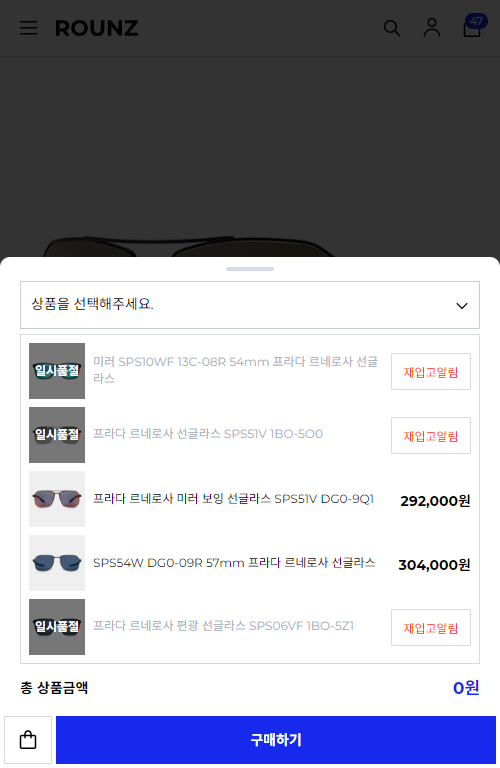 ROUNZ
47
상품을 선택해주세요.
일시품절
미러 SPS10WF 13C-08R 54mm 프라다 르네로사 선글
라스
재입고알림
일시품절
프라다 르네로사 선글라스 SPS51V 1BO-5O0
재입고알림
프라다 르네로사 미러 보잉 선글라스 SPS51V DG0-9Q1
292,000원
SPS54W DG0-09R 57mm 프라다 르네로사 선글라스
304,000원
일시품절
프라다 르네로사 편광 선글라스 SPS06VF 1BO-5Z1
재입고알림
총 상품금액
0원
구매하기